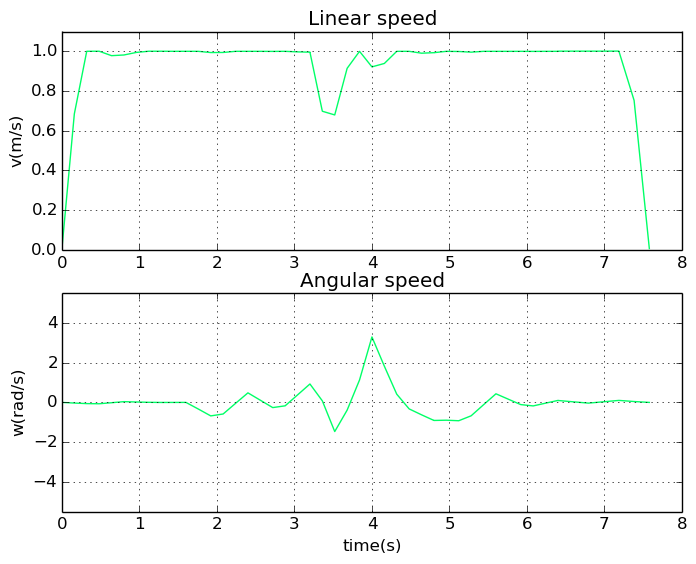 Linear speed
1.0
0.8
0.6
0.4
0.2
0.0
v(m/s)
0 1 2 3 4 5 6 7 8
Angular speed
4
2
0
−2
−4
w(rad/s)
0 1 2 3 4 5 6 7 8
time(s)